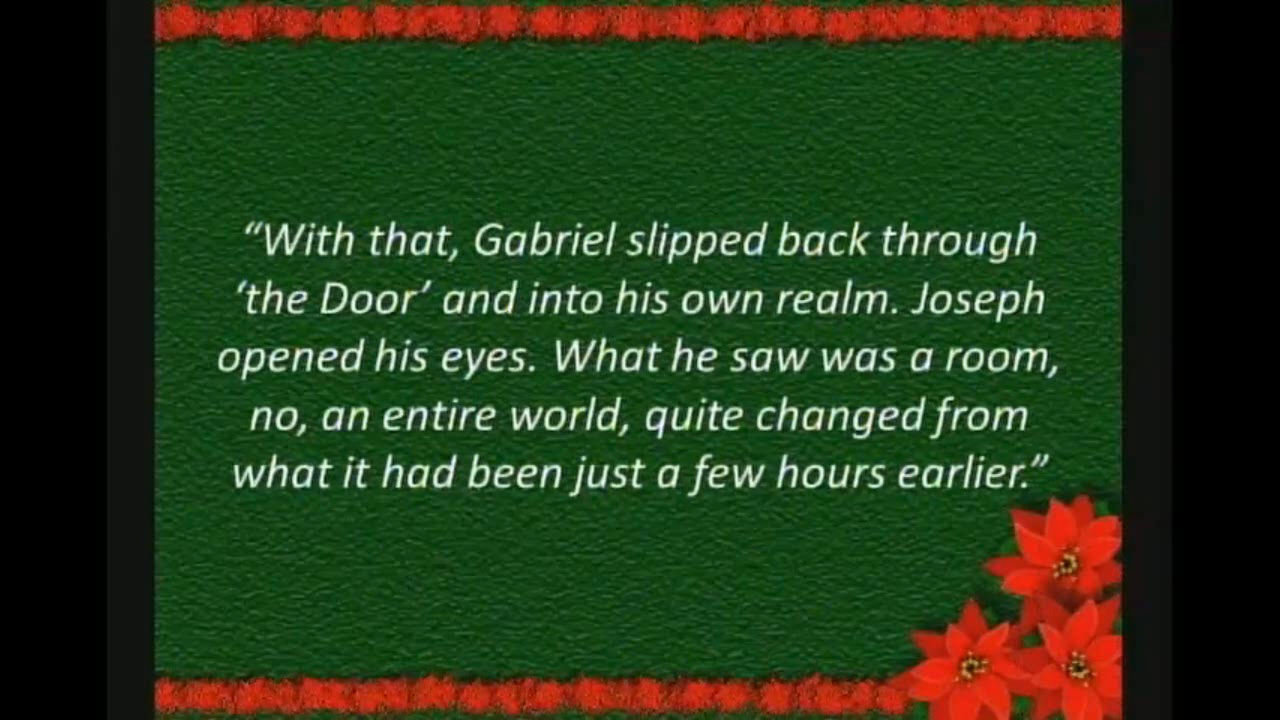 “With that, Gabriel slipped back through
‘the Door’ and into his own realm. Joseph
opened his eyes. What he saw was a room,
no, an entire world, quite changed from
what it had been just a few hours earlier.”